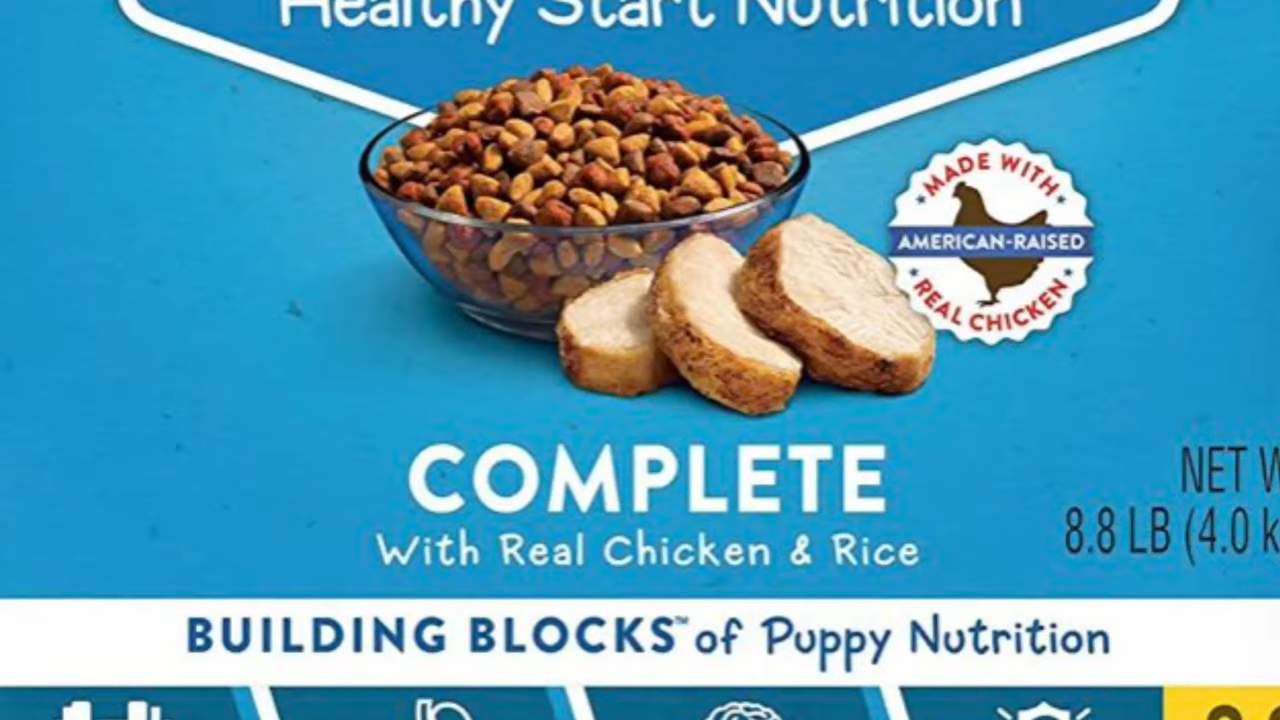 Healthy Start Nutrition
MADE WITH
AMERICAN-RAISED
REAL CHICKEN
COMPLETE
With Real Chicken & Rice
NET
8.8 LB (4.0
BUILDING BLOCKS™ of Puppy Nutrition